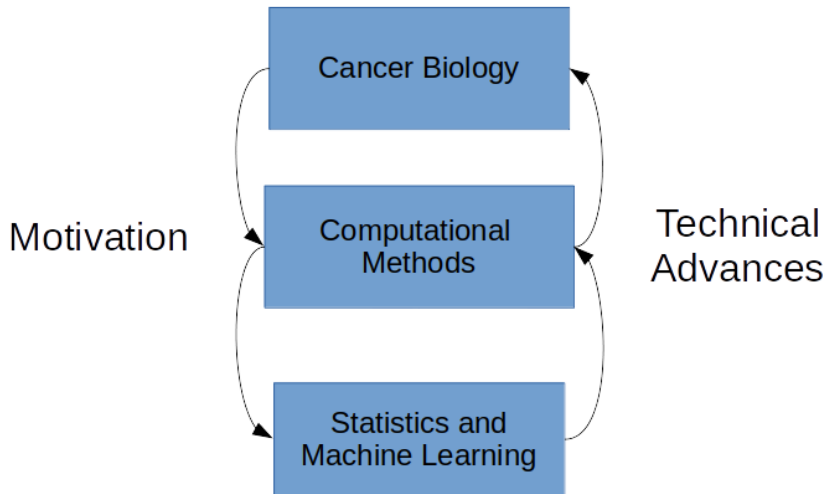 Cancer Biology
Motivation
Computational
Methods
Technical
Advances
Statistics and
Machine Learning